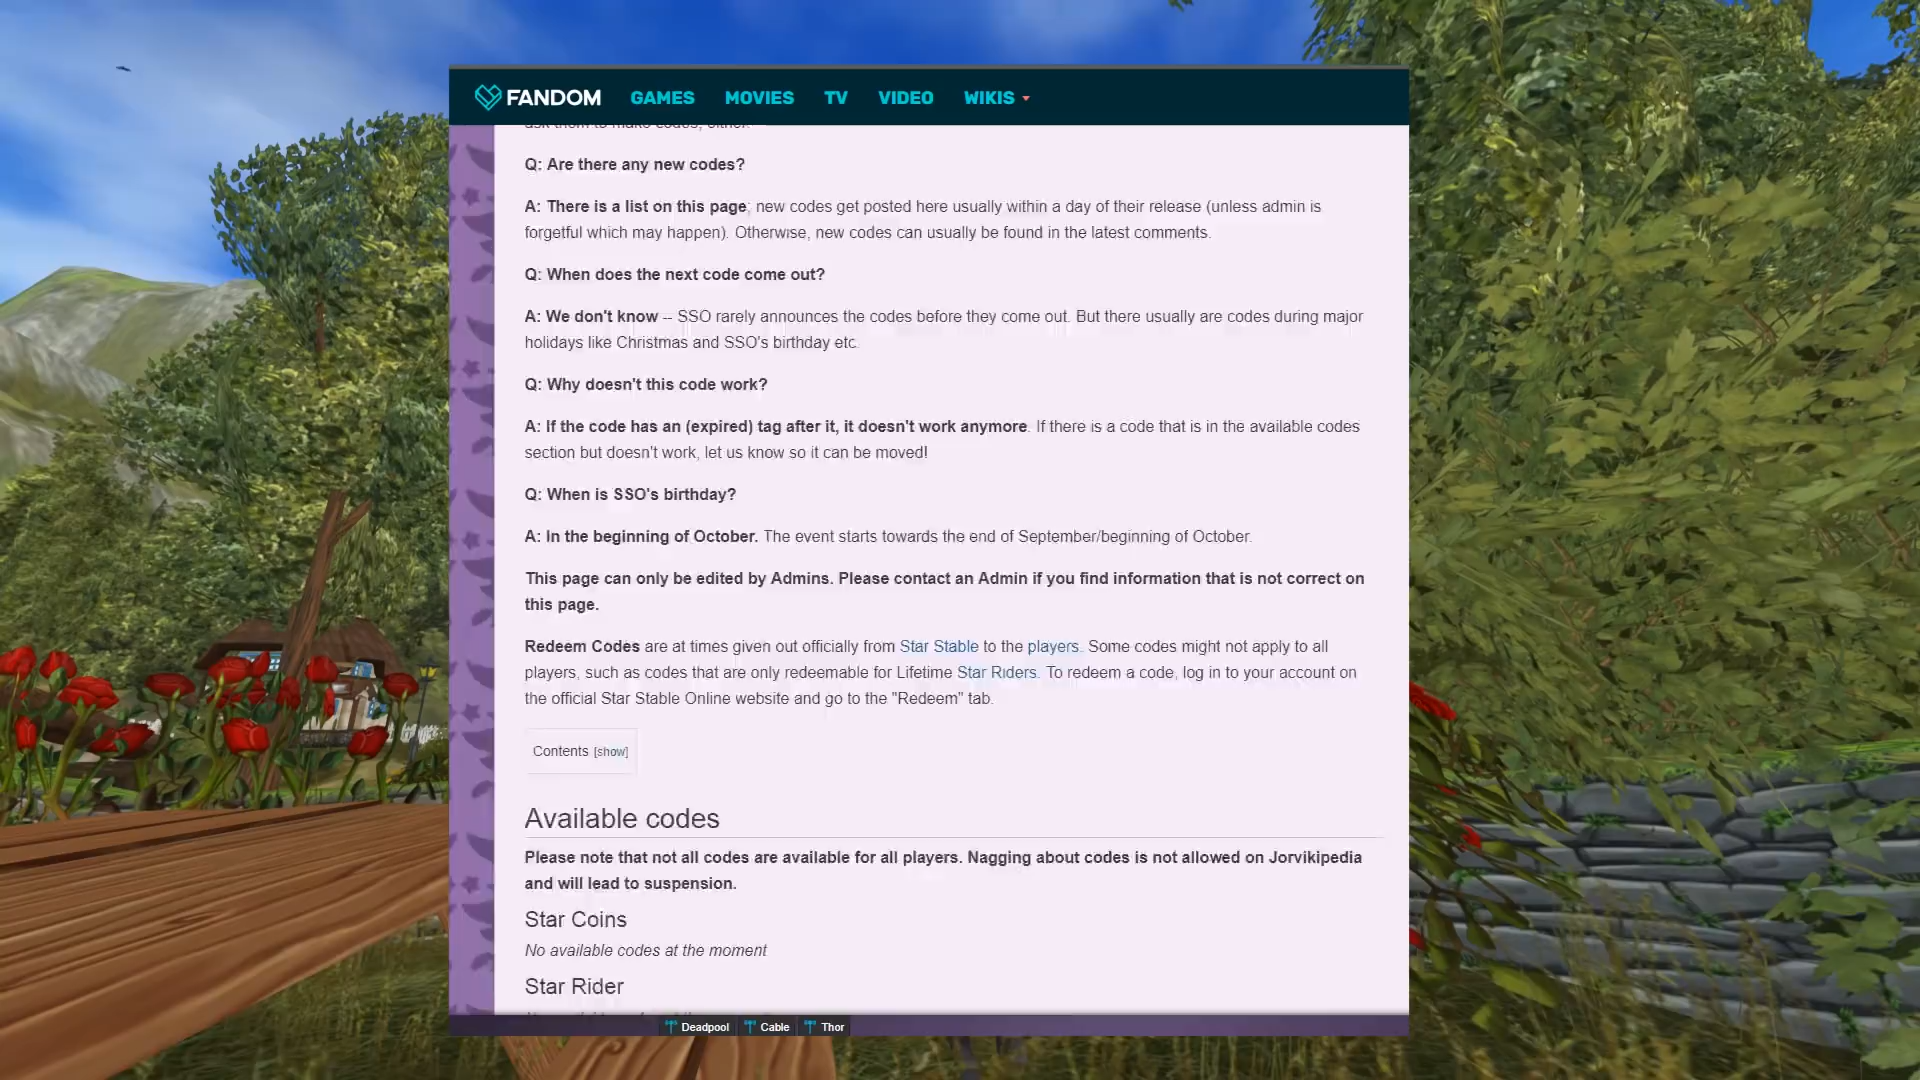 FANDOM GAMES MOVIES TV VIDEO WIKIS
ask them to make codes, either.
Q: Are there any new codes?
A: There is a list on this page; new codes get posted here usually within a day of their release (unless admin is
forgetful which may happen). Otherwise, new codes can usually be found in the latest comments.
Q: When does the next code come out?
A: We don't know -- SSO rarely announces the codes before they come out. But there usually are codes during major
holidays like Christmas and SSO's birthday etc.
Q: Why doesn't this code work?
A: If the code has an (expired) tag after it, it doesn't work anymore. If there is a code that is in the available codes
section but doesn't work, let us know so it can be moved!
Q: When is SSO's birthday?
A: In the beginning of October. The event starts towards the end of September/beginning of October.
This page can only be edited by Admins. Please contact an Admin if you find information that is not correct on
this page.
Redeem Codes are at times given out officially from Star Stable to the players. Some codes might not apply to all
players, such as codes that are only redeemable for Lifetime Star Riders. To redeem a code, log in to your account on
the official Star Stable Online website and go to the "Redeem" tab.
Contents [show]
Available codes
Please note that not all codes are available for all players. Nagging about codes is not allowed on Jorvikipedia
and will lead to suspension.
Star Coins
No available codes at the moment
Star Rider
Deadpool Cable Thor